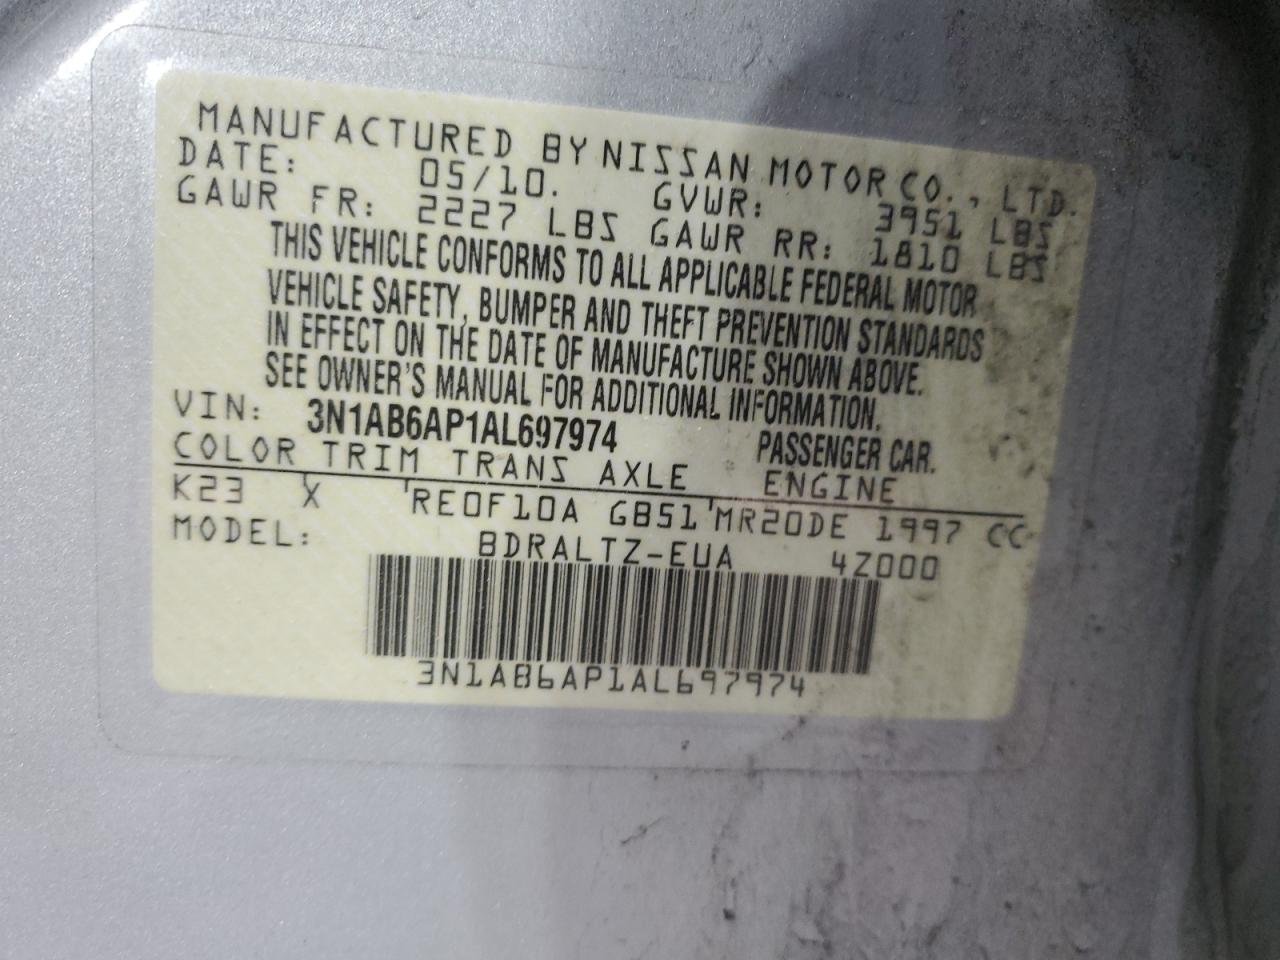 MANUFACTURED BY NISSAN MOTOR CO., LTD.
DATE: 05/10. GVWR: 3951 LBS
GAWR FR: 2227 LBS GAWR RR: 1810 LBS
THIS VEHICLE CONFORMS TO ALL APPLICABLE FEDERAL MOTOR
VEHICLE SAFETY, BUMPER AND THEFT PREVENTION STANDARDS
IN EFFECT ON THE DATE OF MANUFACTURE SHOWN ABOVE.
SEE OWNER'S MANUAL FOR ADDITIONAL INFORMATION.
VIN: 3N1AB6AP1AL697974 PASSENGER CAR.
COLOR TRIM TRANS AXLE ENGINE
K23 X RE0F10A GB51 MR20DE 1997 CC
MODEL: BDRALTZ-EUA 4Z000
3N1AB6AP1AL697974